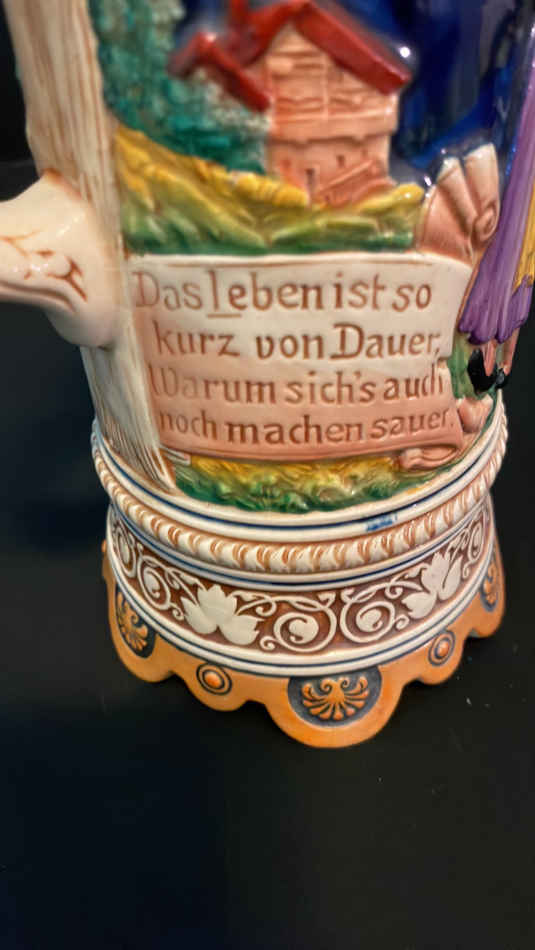 Das Leben ist so
kurz von Dauer,
Warum sich's auch
noch machen sauer.